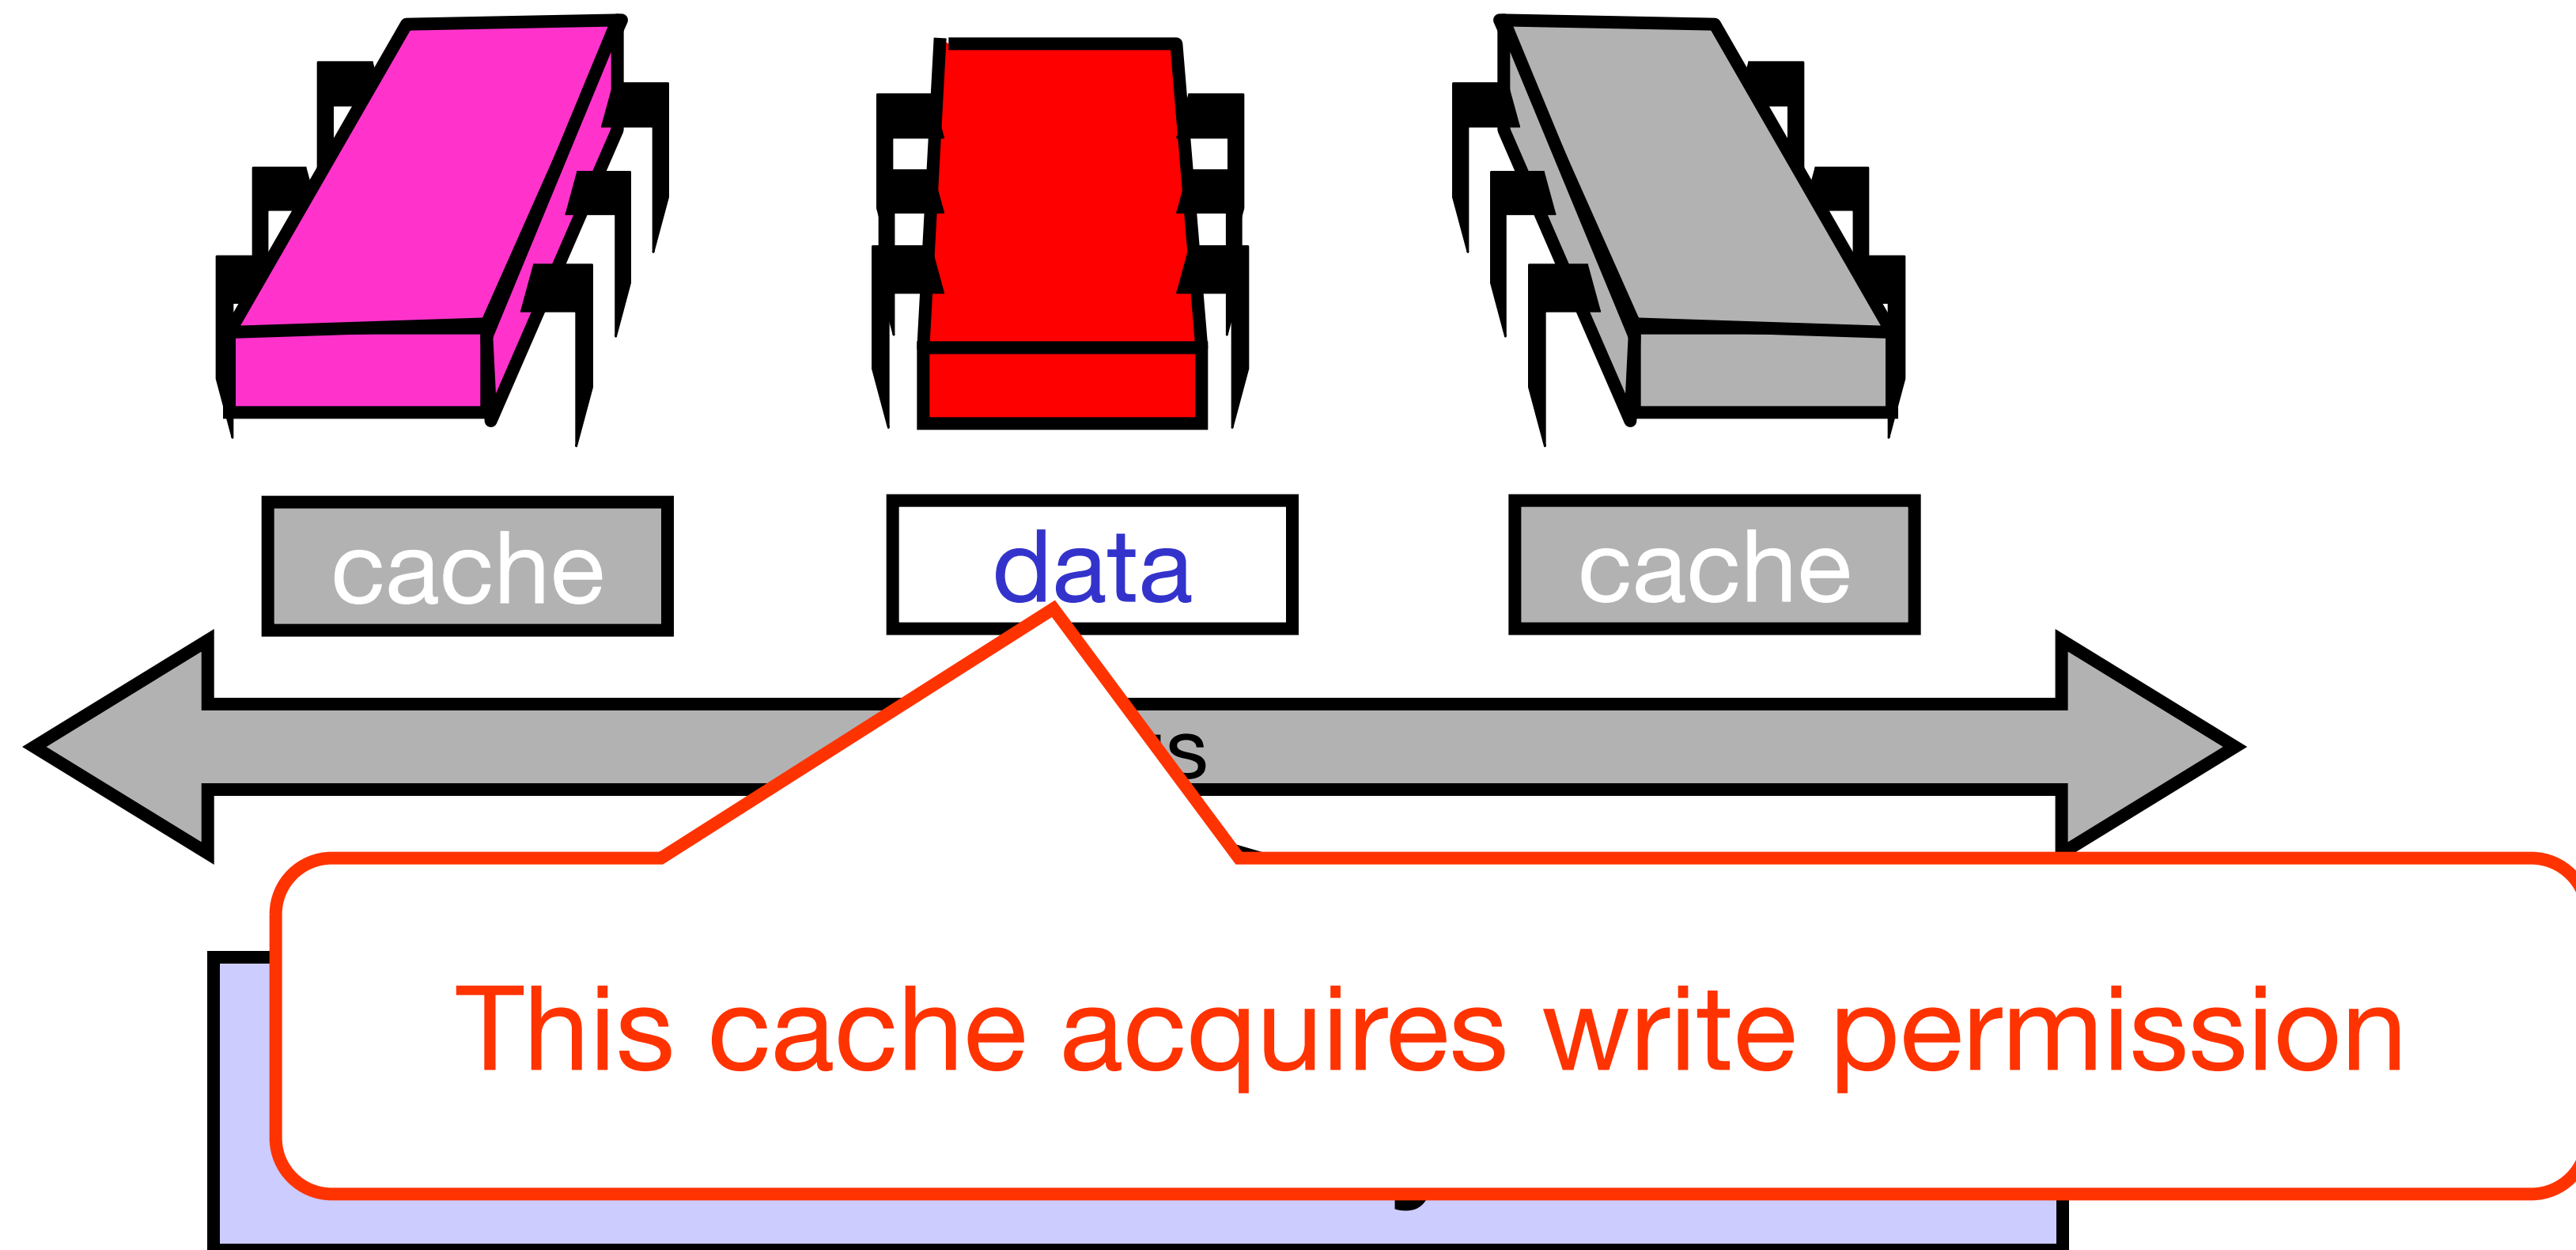 cache data cache
This cache acquires write permission